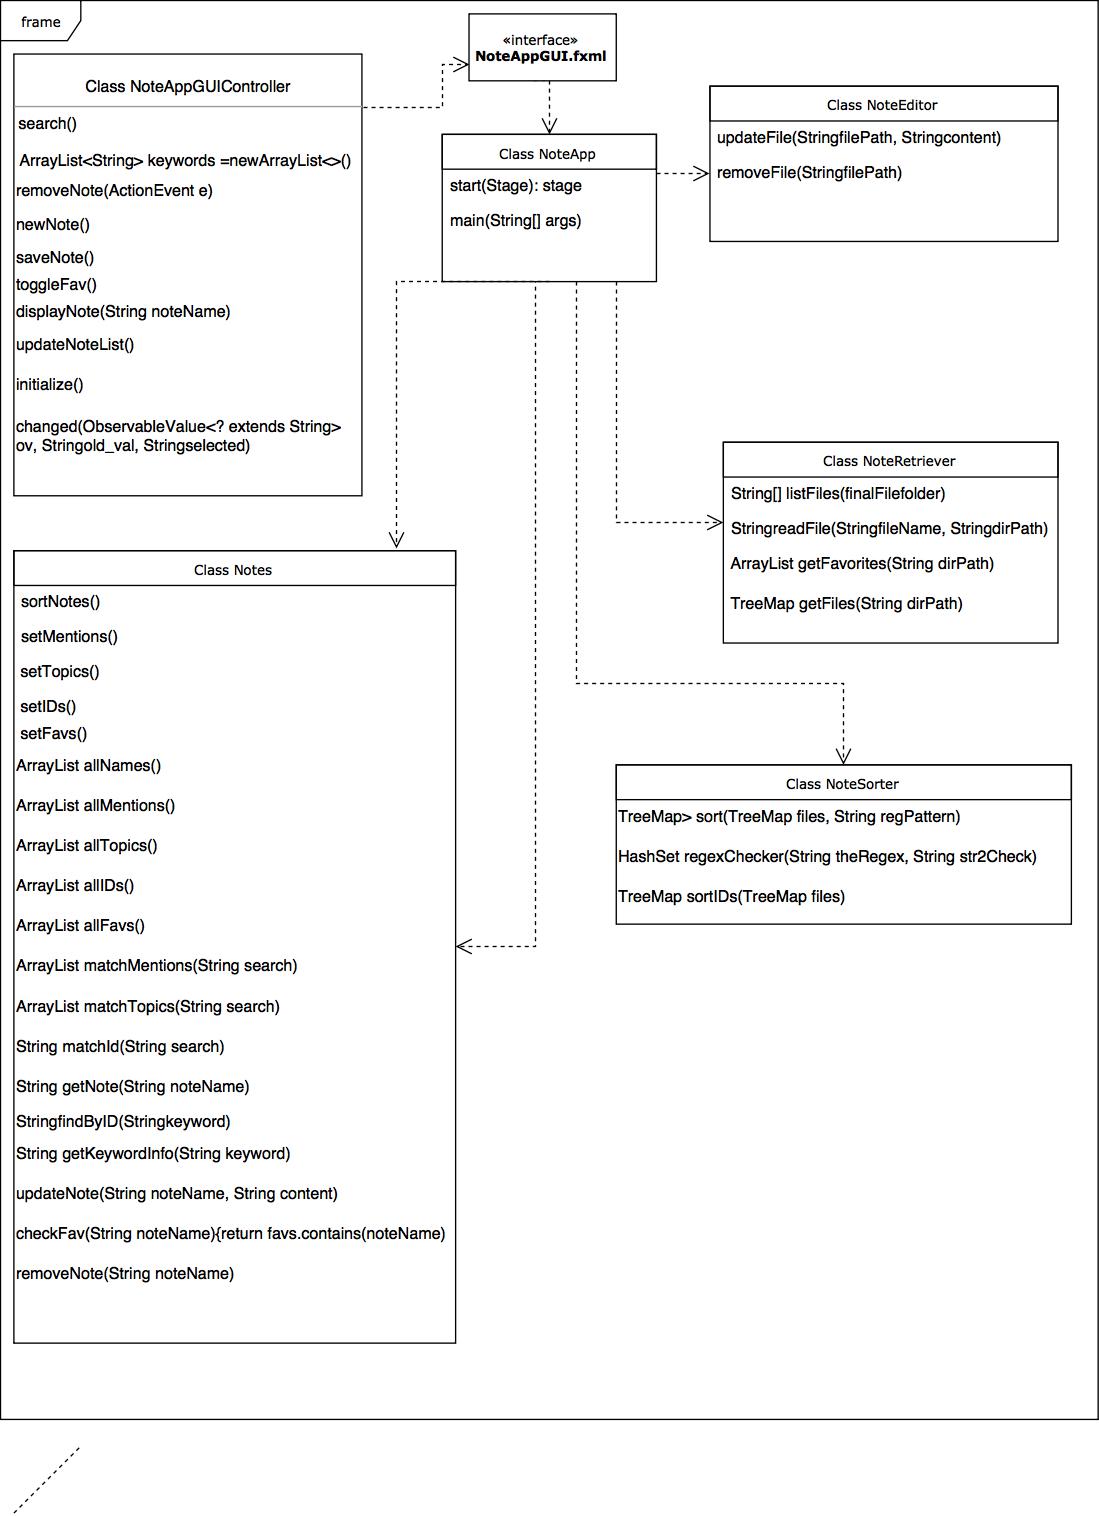 frame
«interface»
NoteAppGUI.fxml
Class NoteAppGUIController
search()
ArrayList<String> keywords =newArrayList<>()
removeNote(ActionEvent e)
newNote()
saveNote()
toggleFav()
displayNote(String noteName)
updateNoteList()
initialize()
changed(ObservableValue<? extends String>
ov, Stringold_val, Stringselected)
Class NoteApp
start(Stage): stage
main(String[] args)
Class NoteEditor
updateFile(StringfilePath, Stringcontent)
removeFile(StringfilePath)
Class NoteRetriever
String[] listFiles(finalFilefolder)
StringreadFile(StringfileName, StringdirPath)
ArrayList getFavorites(String dirPath)
TreeMap getFiles(String dirPath)
Class Notes
sortNotes()
setMentions()
setTopics()
setIDs()
setFavs()
ArrayList allNames()
ArrayList allMentions()
ArrayList allTopics()
ArrayList allIDs()
ArrayList allFavs()
ArrayList matchMentions(String search)
ArrayList matchTopics(String search)
String matchId(String search)
String getNote(String noteName)
StringfindByID(Stringkeyword)
String getKeywordInfo(String keyword)
updateNote(String noteName, String content)
checkFav(String noteName){return favs.contains(noteName)
removeNote(String noteName)
Class NoteSorter
TreeMap> sort(TreeMap files, String regPattern)
HashSet regexChecker(String theRegex, String str2Check)
TreeMap sortIDs(TreeMap files)